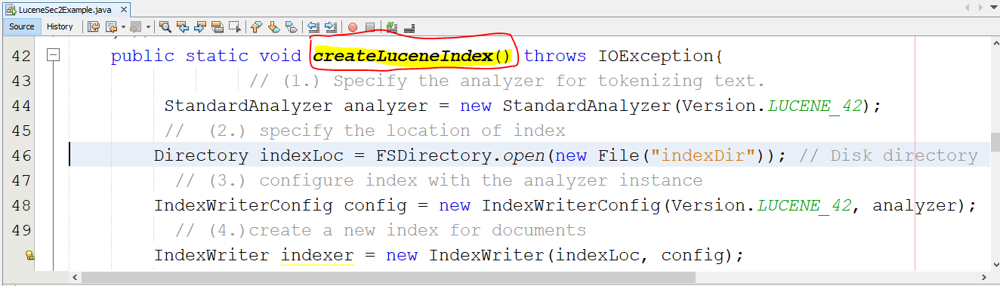 LuceneSec2Example.java
Source History
42 public static void createLuceneIndex() throws IOException{
43 // (1.) Specify the analyzer for tokenizing text.
44 StandardAnalyzer analyzer = new StandardAnalyzer(Version.LUCENE_42);
45 // (2.) specify the location of index
46 Directory indexLoc = FSDirectory.open(new File("indexDir")); // Disk directory
47 // (3.) configure index with the analyzer instance
48 IndexWriterConfig config = new IndexWriterConfig(Version.LUCENE_42, analyzer);
49 // (4.)create a new index for documents
IndexWriter indexer = new IndexWriter(indexLoc, config);